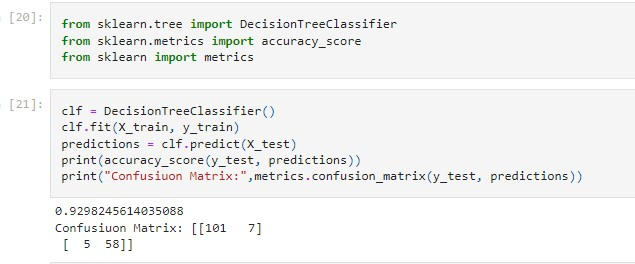 [20]:
from sklearn.tree import DecisionTreeClassifier
from sklearn.metrics import accuracy_score
from sklearn import metrics
[21]:
clf = DecisionTreeClassifier()
clf.fit(X_train, y_train)
predictions = clf.predict(X_test)
print(accuracy_score(y_test, predictions))
print("Confusiuon Matrix:",metrics.confusion_matrix(y_test, predictions))
0.9298245614035088
Confusiuon Matrix: [[101   7]
 [  5  58]]